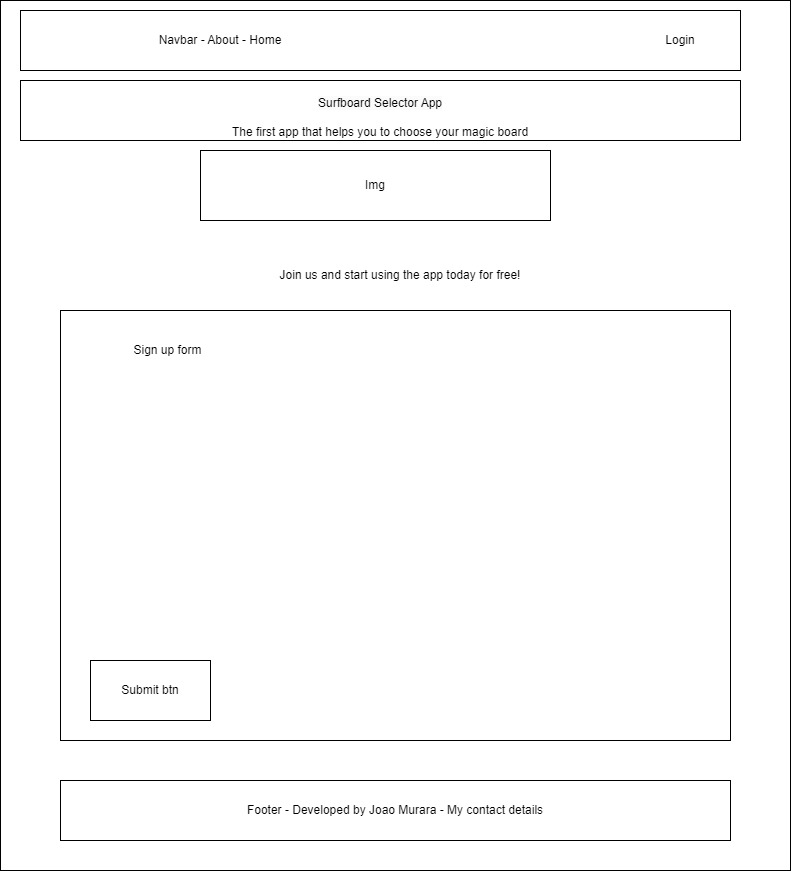 Navbar - About - Home
Login
Surfboard Selector App
The first app that helps you to choose your magic board
Img
Join us and start using the app today for free!
Sign up form
Submit btn
Footer - Developed by Joao Murara - My contact details